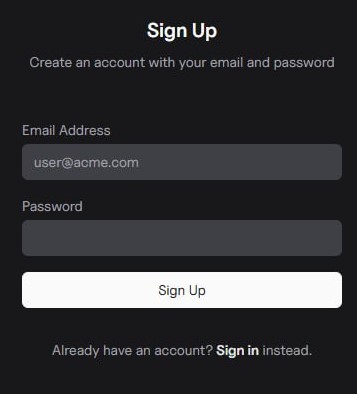 Sign Up
Create an account with your email and password
Email Address
user@acme.com
Password
Sign Up
Already have an account? Sign in instead.